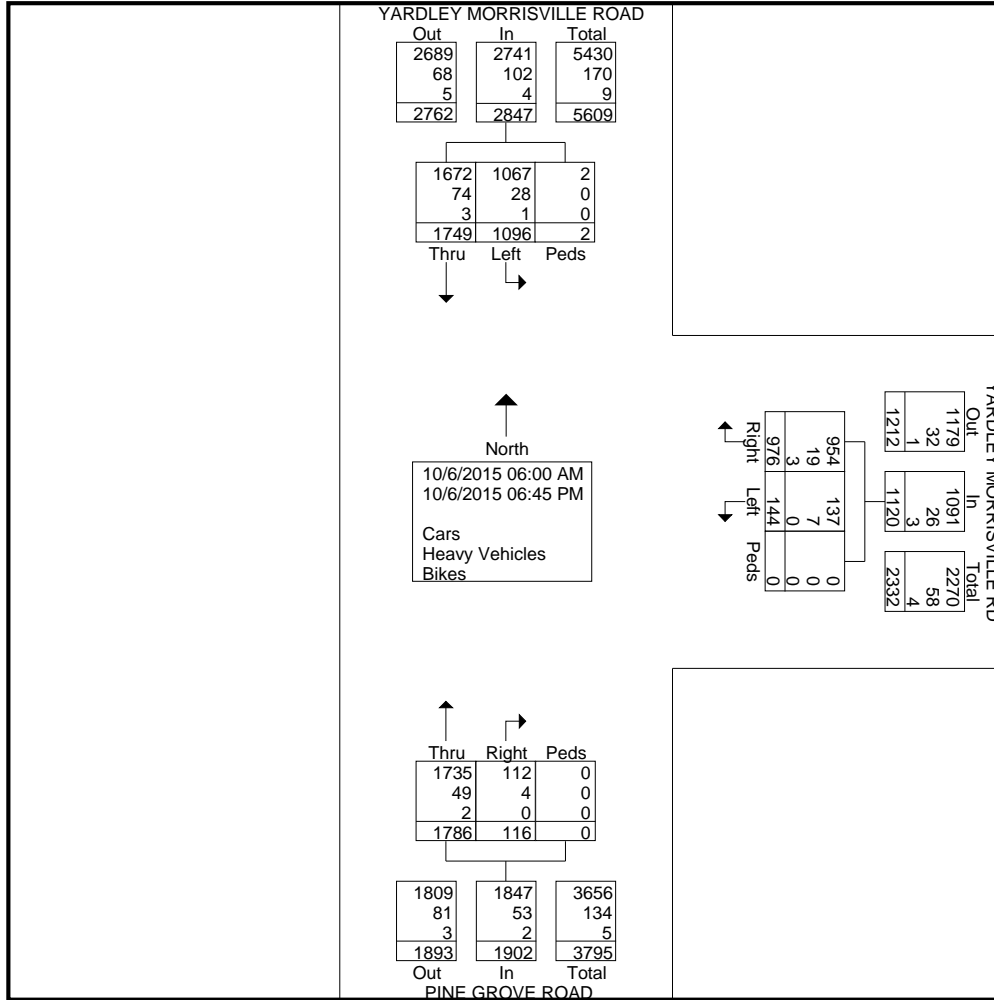 YARDLEY MORRISVILLE ROAD
Out In Total
2689 2741 5430
68 102 170
5 4 9
2762 2847 5609
1672 1067 2
74 28 0
3 1 0
1749 1096 2
Thru Left Peds
North
10/6/2015 06:00 AM
10/6/2015 06:45 PM
Cars
Heavy Vehicles
Bikes
YARDLEY MORRISVILLE RD
Out In Total
1179 1091 2270
32 26 58
1 3 4
1212 1120 2332
954 137 0
19 7 0
3 0 0
976 144 0
Right Left Peds
Thru Right Peds
1735 112 0
49 4 0
2 0 0
1786 116 0
1809 1847 3656
81 53 134
3 2 5
1893 1902 3795
Out In Total
PINE GROVE ROAD